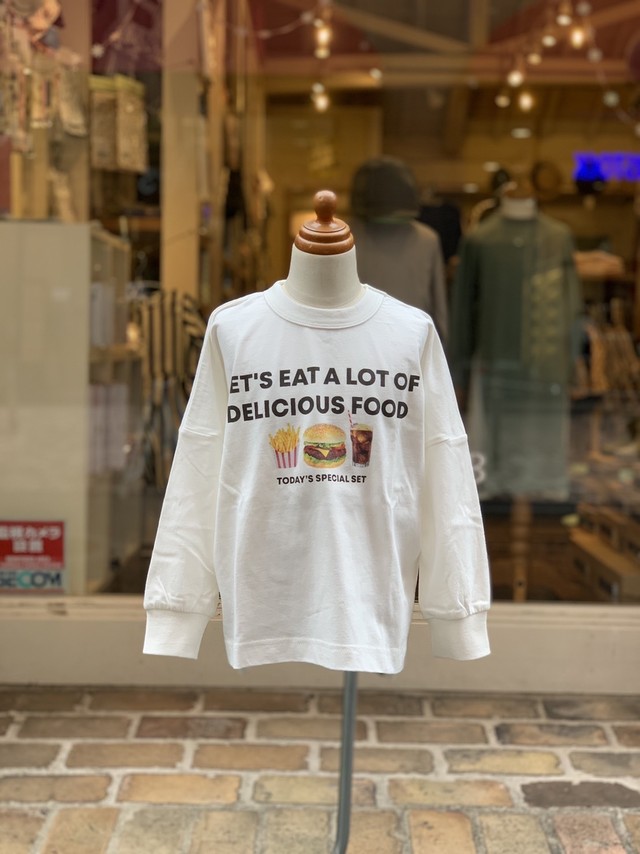 ET'S EAT A LOT OF
DELICIOUS FOOD
TODAY'S SPECIAL SET
SECOM